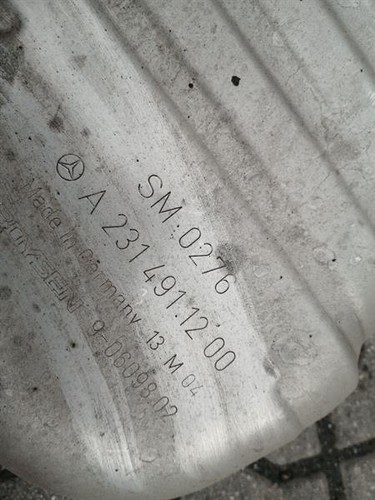 SM:0276
A 231 491.12 00
Made in Germany 13 M 04
9-06098.02